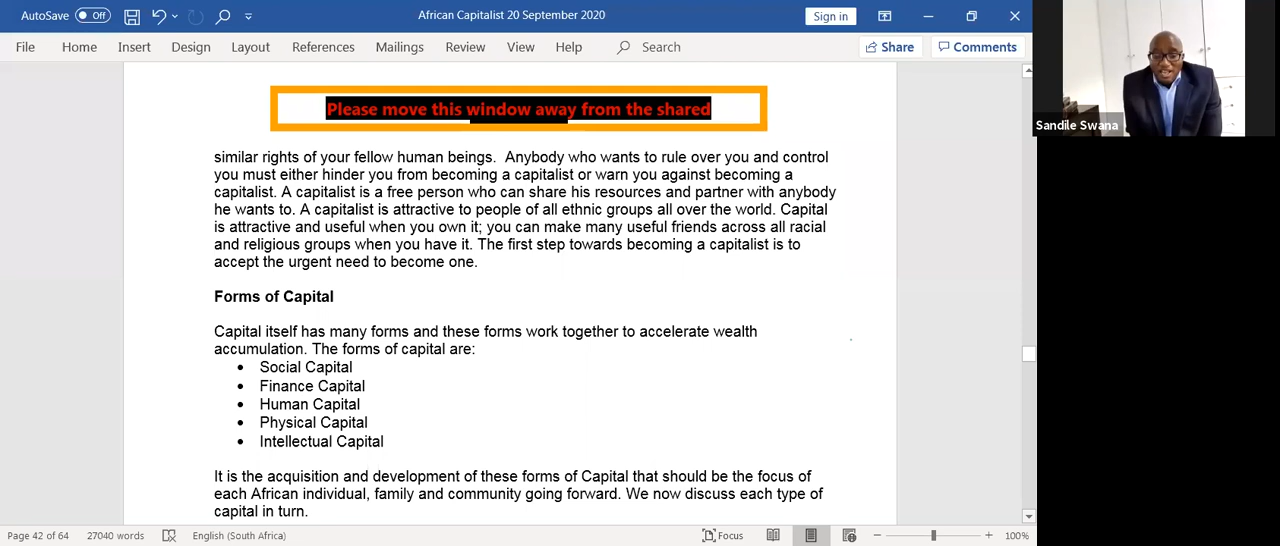 AutoSave Off African Capitalist 20 September 2020 Sign in
File Home Insert Design Layout References Mailings Review View Help Search Share Comments
Please move this window away from the shared
similar rights of your fellow human beings. Anybody who wants to rule over you and control
you must either hinder you from becoming a capitalist or warn you against becoming a
capitalist. A capitalist is a free person who can share his resources and partner with anybody
he wants to. A capitalist is attractive to people of all ethnic groups all over the world. Capital
is attractive and useful when you own it; you can make many useful friends across all racial
and religious groups when you have it. The first step towards becoming a capitalist is to
accept the urgent need to become one.
Forms of Capital
Capital itself has many forms and these forms work together to accelerate wealth
accumulation. The forms of capital are:
• Social Capital
• Finance Capital
• Human Capital
• Physical Capital
• Intellectual Capital
It is the acquisition and development of these forms of Capital that should be the focus of
each African individual, family and community going forward. We now discuss each type of
capital in turn.
Page 42 of 64 27040 words English (South Africa) Focus 100%
Sandile Swana